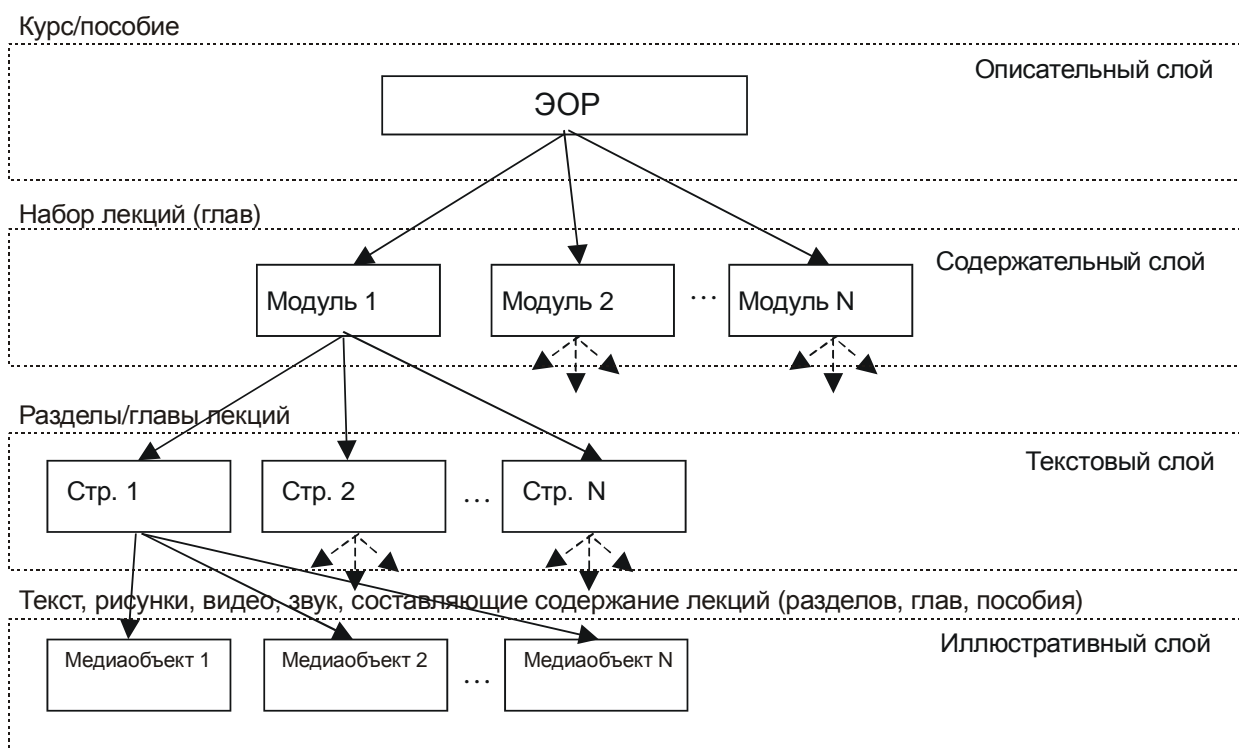 Курс/пособие
Описательный слой
ЭОР
Набор лекций (глав)
Содержательный слой
Модуль 1
Модуль 2
...
Модуль N
Разделы/главы лекций
Текстовый слой
Стр. 1
Стр. 2
...
Стр. N
Текст, рисунки, видео, звук, составляющие содержание лекций (разделов, глав, пособия)
Иллюстративный слой
Медиаобъект 1
Медиаобъект 2
...
Медиаобъект N